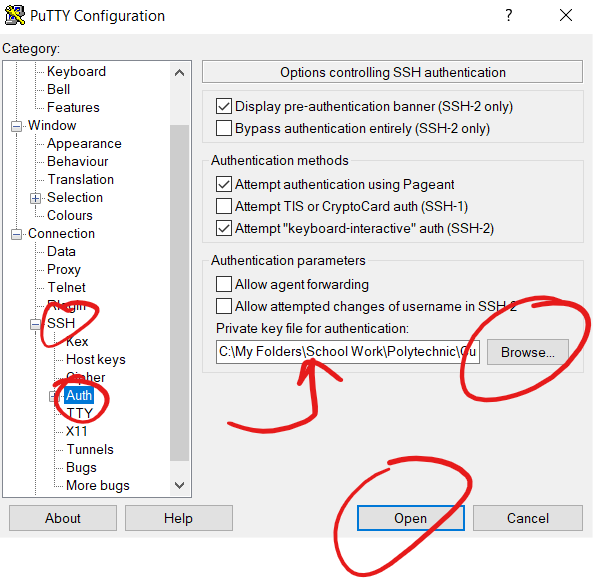 PuTTY Configuration
?
Category:
Keyboard
Bell
Features
Window
Appearance
Behaviour
Translation
Selection
Colours
Connection
Data
Proxy
Telnet
Rlogin
SSH
Kex
Host keys
Cipher
Auth
TTY
X11
Tunnels
Bugs
More bugs
Options controlling SSH authentication
Display pre-authentication banner (SSH-2 only)
Bypass authentication entirely (SSH-2 only)
Authentication methods
Attempt authentication using Pageant
Attempt TIS or CryptoCard auth (SSH-1)
Attempt "keyboard-interactive" auth (SSH-2)
Authentication parameters
Allow agent forwarding
Allow attempted changes of username in SSH-2
Private key file for authentication:
C:\My Folders\School Work\Polytechnic\Cu
Browse...
About
Help
Open
Cancel